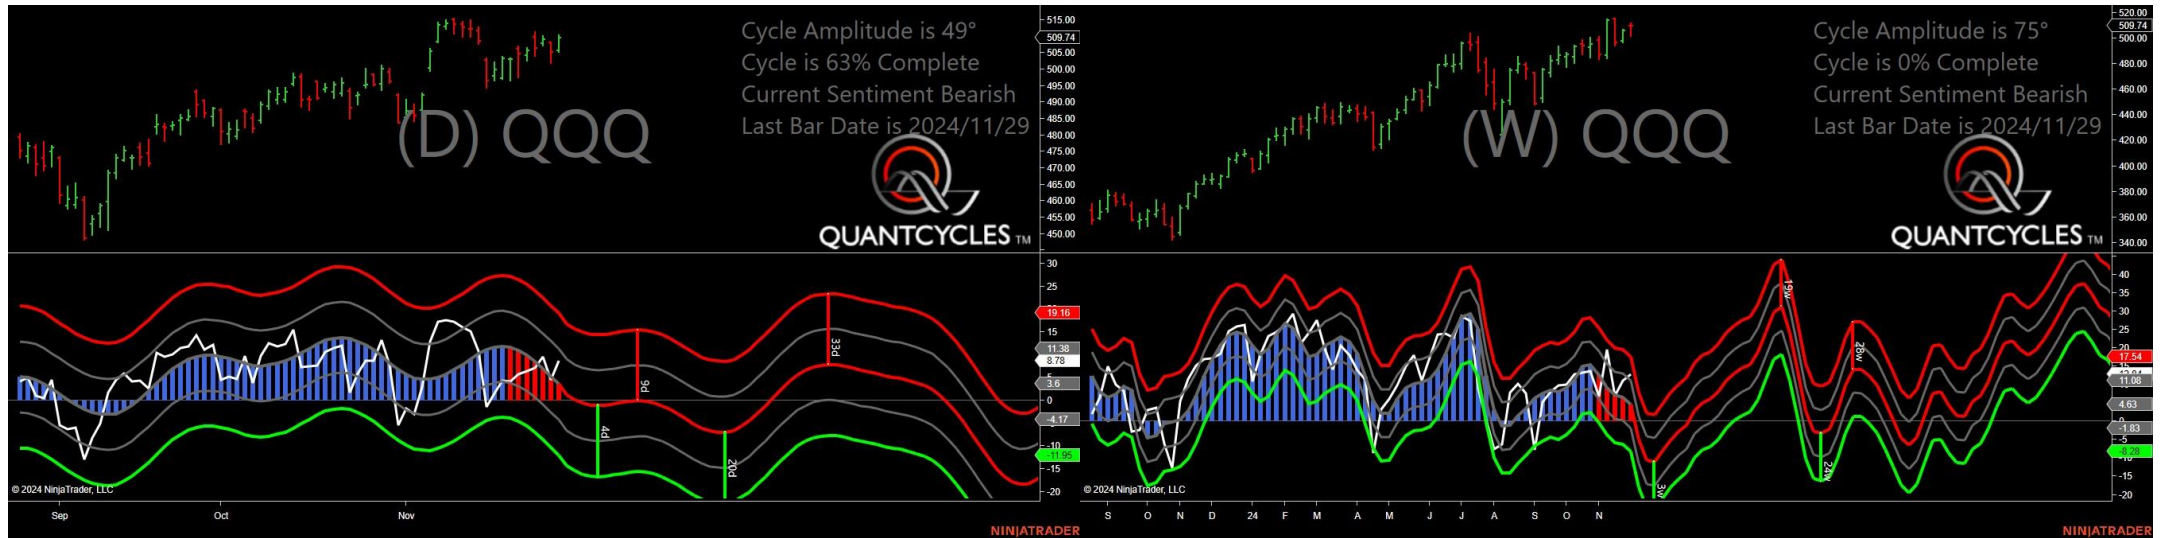 Cycle Amplitude is 49°
Cycle is 63% Complete
Current Sentiment Bearish
Last Bar Date is 2024/11/29
(D) QQQ
QUANTCYCLES TM
515.00
509.74
505.00
500.00
495.00
490.00
485.00
480.00
475.00
470.00
465.00
460.00
455.00
450.00
30
25
19.16
15
11.38
8.78
3.6
0
-4.17
-10
-11.95
-15
-20
4d
9d
20d
33d
© 2024 NinjaTrader, LLC
Sep
Oct
Nov
NINJATRADER
Cycle Amplitude is 75°
Cycle is 0% Complete
Current Sentiment Bearish
Last Bar Date is 2024/11/29
(W) QQQ
QUANTCYCLES TM
520.00
509.74
500.00
480.00
460.00
440.00
420.00
400.00
380.00
360.00
340.00
40
35
30
25
17.54
11.08
4.63
-1.83
-5
-8.28
-15
-20
3w
19w
24w
28w
© 2024 NinjaTrader, LLC
S
O
N
D
24
F
M
A
M
J
J
A
S
O
N
NINJATRADER